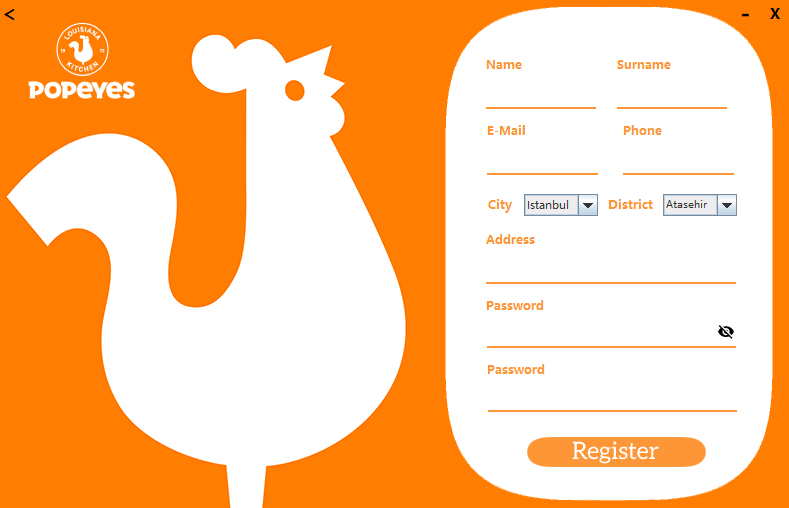 <
- X
LOUISIANA
19 72
KITCHEN
POPEYES
Name Surname
E-Mail Phone
City Istanbul District Atasehir
Address
Password
Password
Register